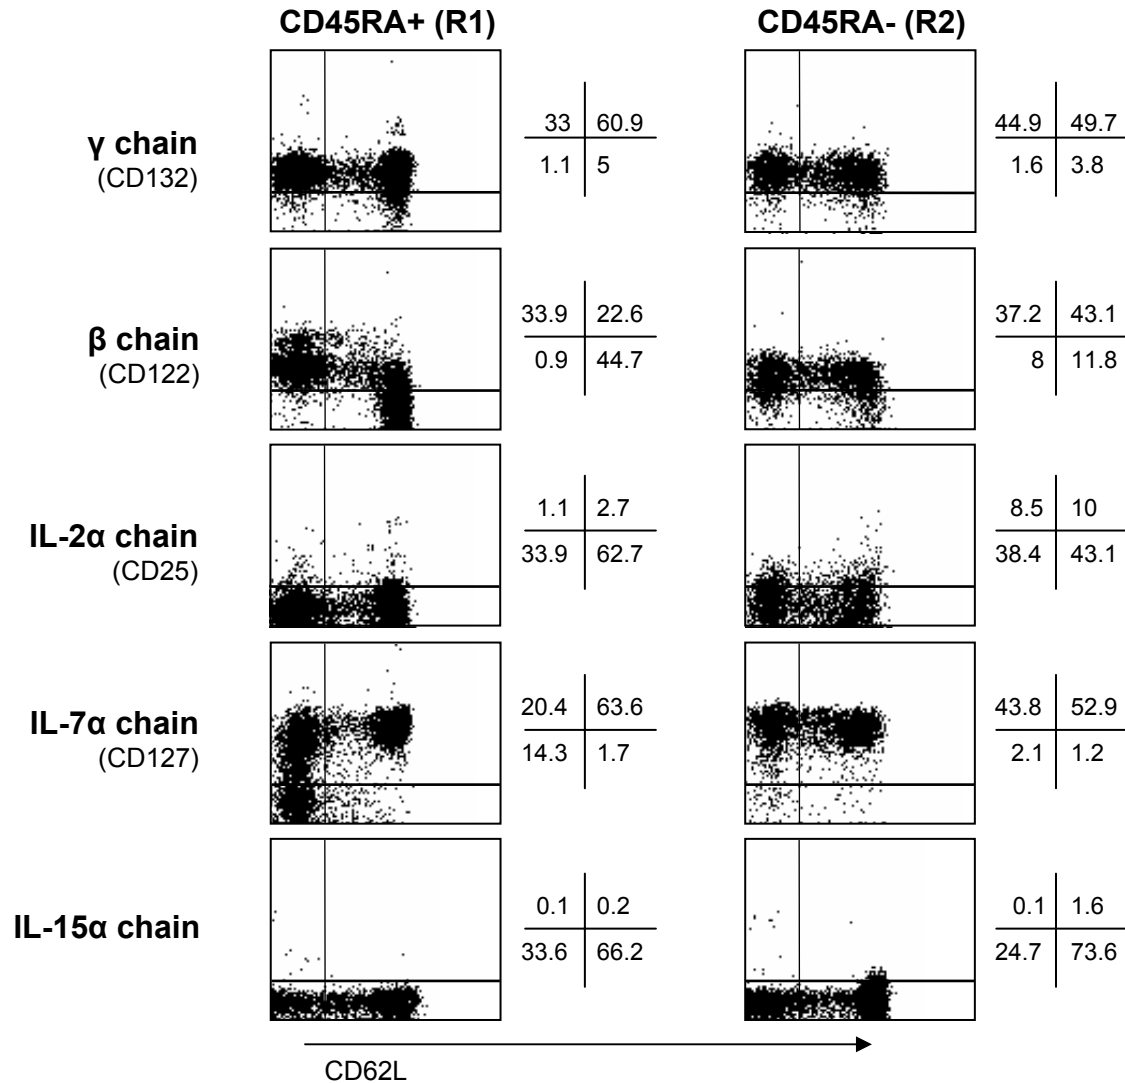 CD45RA+ (R1) CD45RA- (R2)
γ chain
(CD132)
33 60.9
1.1 5
44.9 49.7
1.6 3.8
β chain
(CD122)
33.9 22.6
0.9 44.7
37.2 43.1
8 11.8
IL-2α chain
(CD25)
1.1 2.7
33.9 62.7
8.5 10
38.4 43.1
IL-7α chain
(CD127)
20.4 63.6
14.3 1.7
43.8 52.9
2.1 1.2
IL-15α chain
0.1 0.2
33.6 66.2
0.1 1.6
24.7 73.6
CD62L